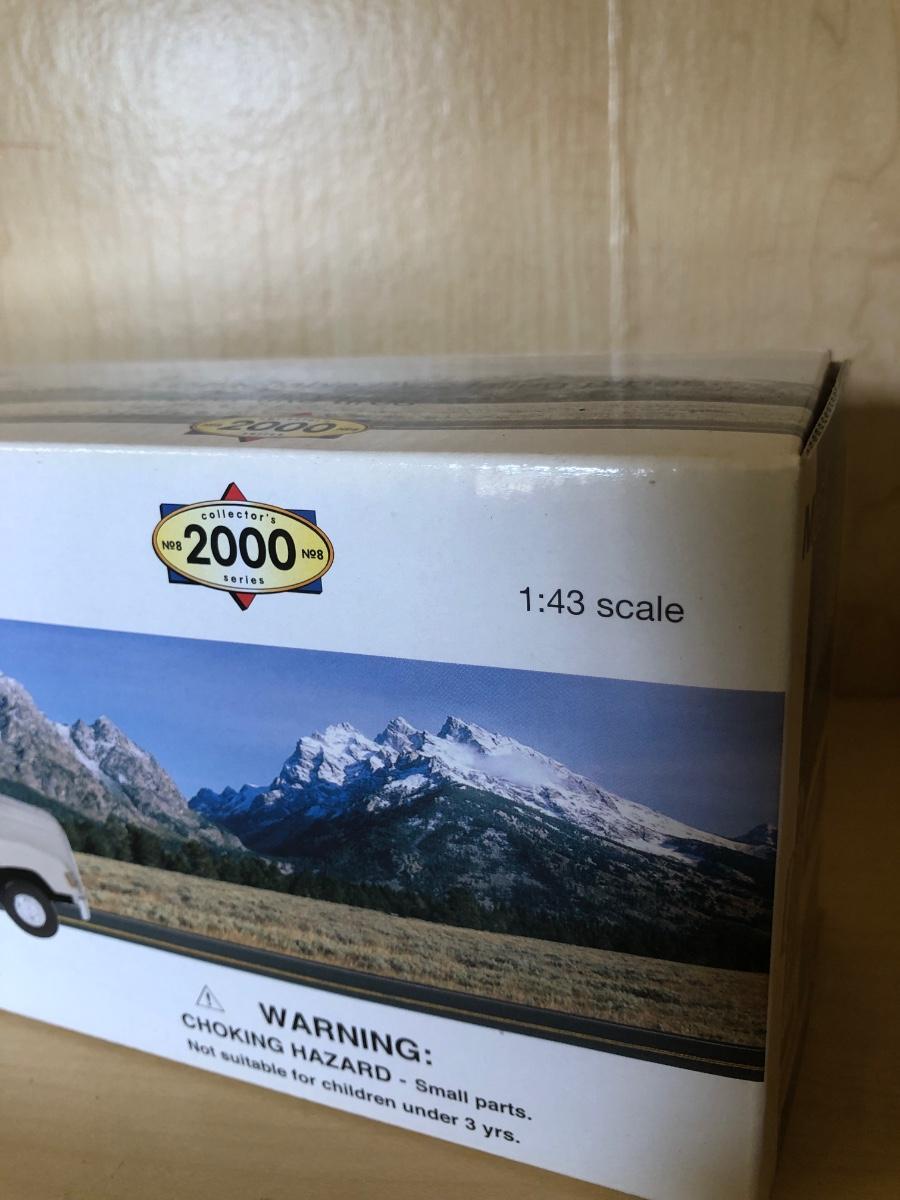 2000
collector's
Nº8 2000 Nº8
series
1:43 scale
WARNING:
CHOKING HAZARD - Small parts.
Not suitable for children under 3 yrs.